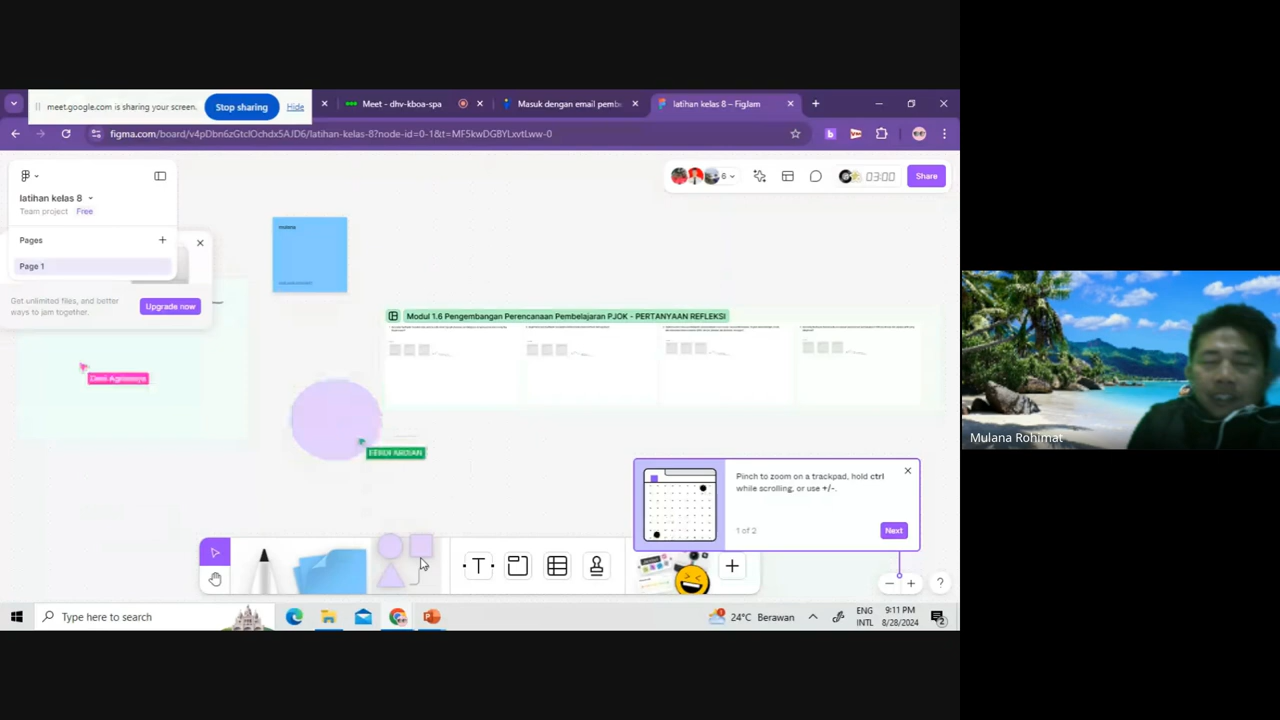 meet.google.com is sharing your screen.
Stop sharing
Hide
Meet - dhv-kboa-spa
Masuk dengan email pemb
latihan kelas 8 – FigJam
figma.com/board/v4pDbn6zGtclOchdx5AJD6/latihan-kelas-8?node-id=0-1&t=MF5kwDGBYLxvtLww-0
latihan kelas 8
Team project Free
6
03:00
Share
Pages
Page 1
Get unlimited files, and better
ways to jam together.
Upgrade now
mulana
Modul 1.6 Pengembangan Perencanaan Pembelajaran PJOK - PERTANYAAN REFLEKSI
Pinch to zoom on a trackpad, hold ctrl
while scrolling, or use +/-.
1 of 2
Next
T
Mulana Rohimat
Type here to search
24°C Berawan
ENG
INTL
9:11 PM
8/28/2024
2